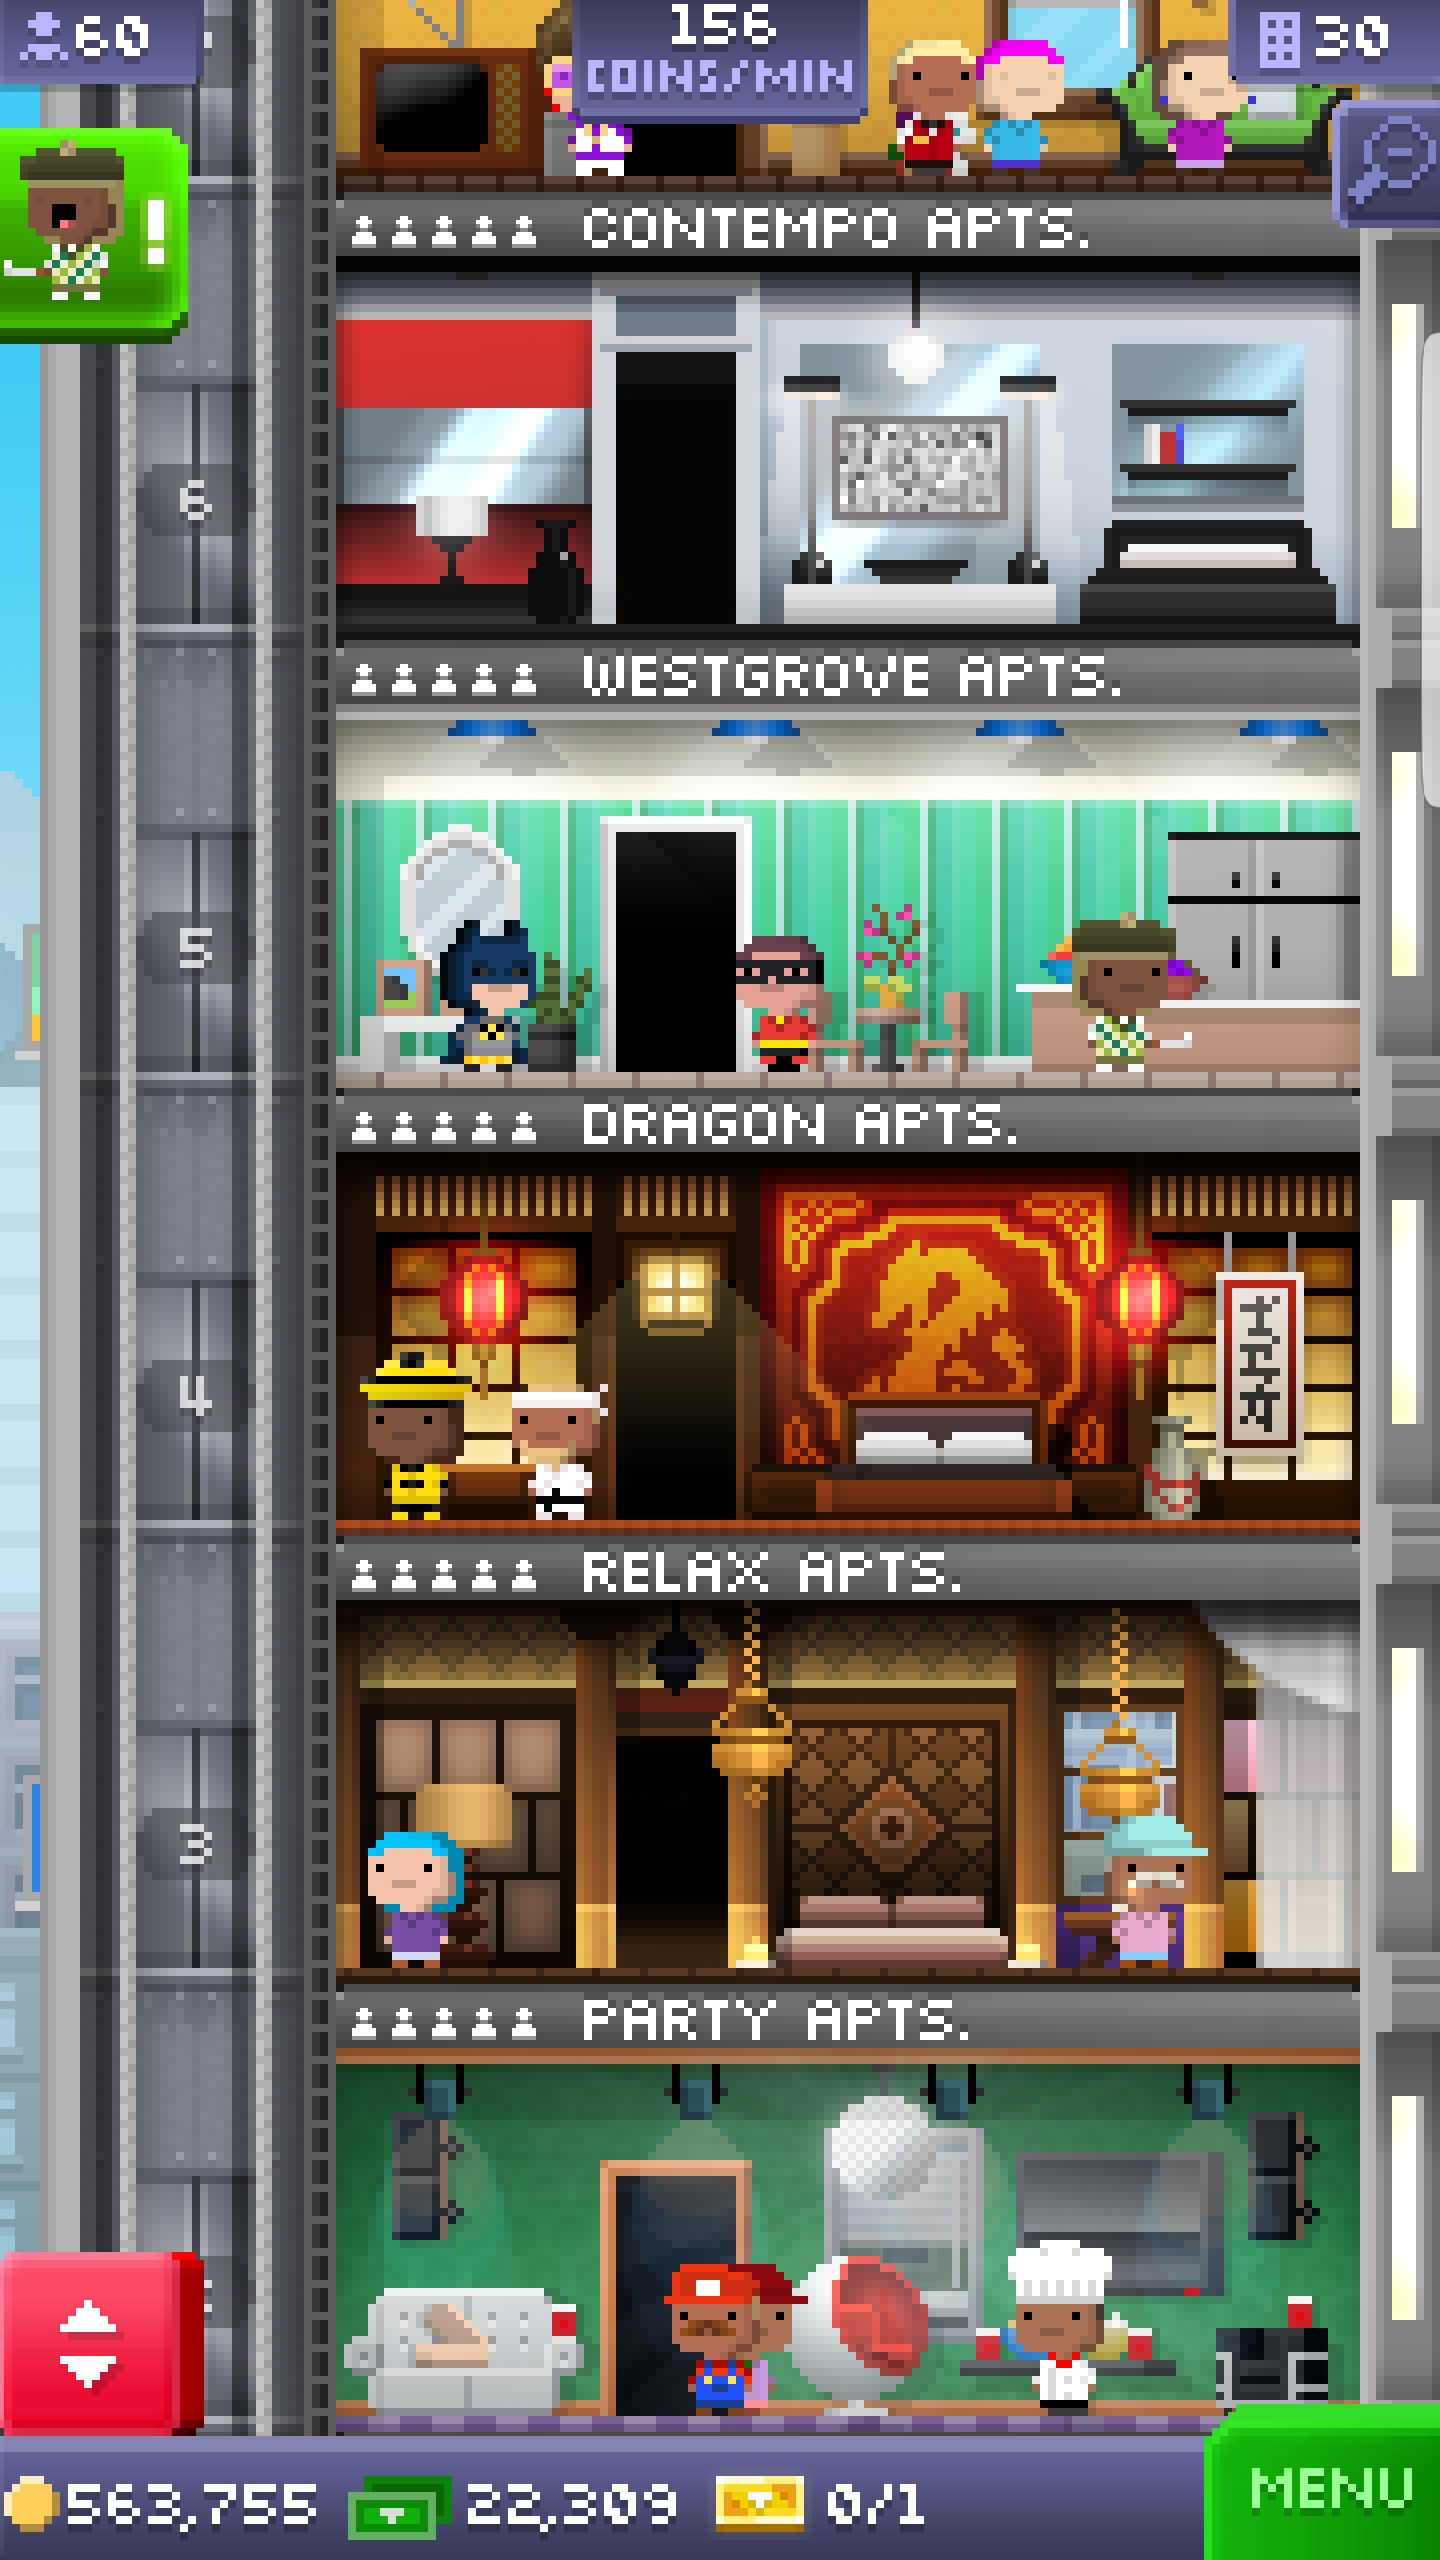 60
156
COINS/MIN
30
!
CONTEMPO APTS.
6
WESTGROVE APTS.
5
DRAGON APTS.
4
RELAX APTS.
3
PARTY APTS.
563,755
22,309
0/1
MENU